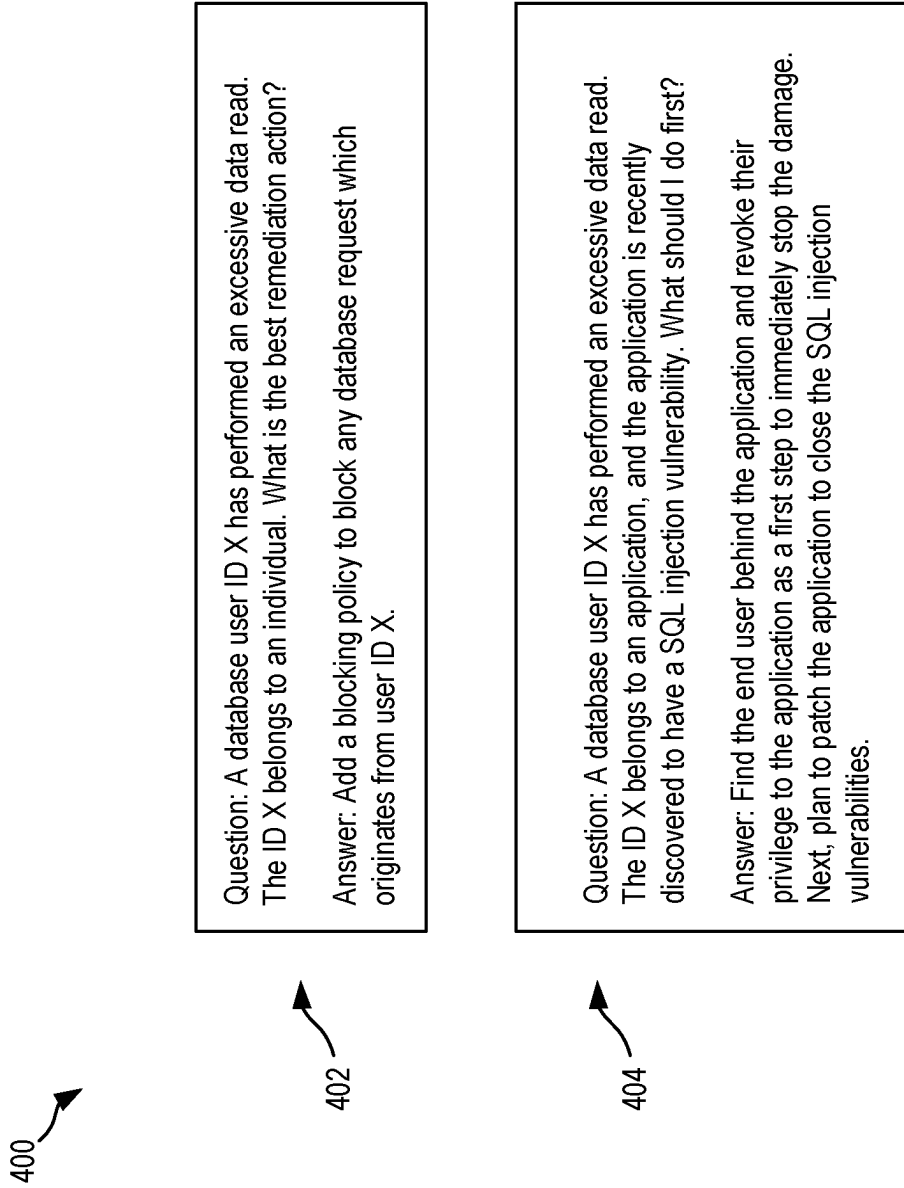 400
402
Question: A database user ID X has performed an excessive data read.
The ID X belongs to an individual. What is the best remediation action?
Answer: Add a blocking policy to block any database request which
originates from user ID X.
404
Question: A database user ID X has performed an excessive data read.
The ID X belongs to an application, and the application is recently
discovered to have a SQL injection vulnerability. What should I do first?
Answer: Find the end user behind the application and revoke their
privilege to the application as a first step to immediately stop the damage.
Next, plan to patch the application to close the SQL injection
vulnerabilities.